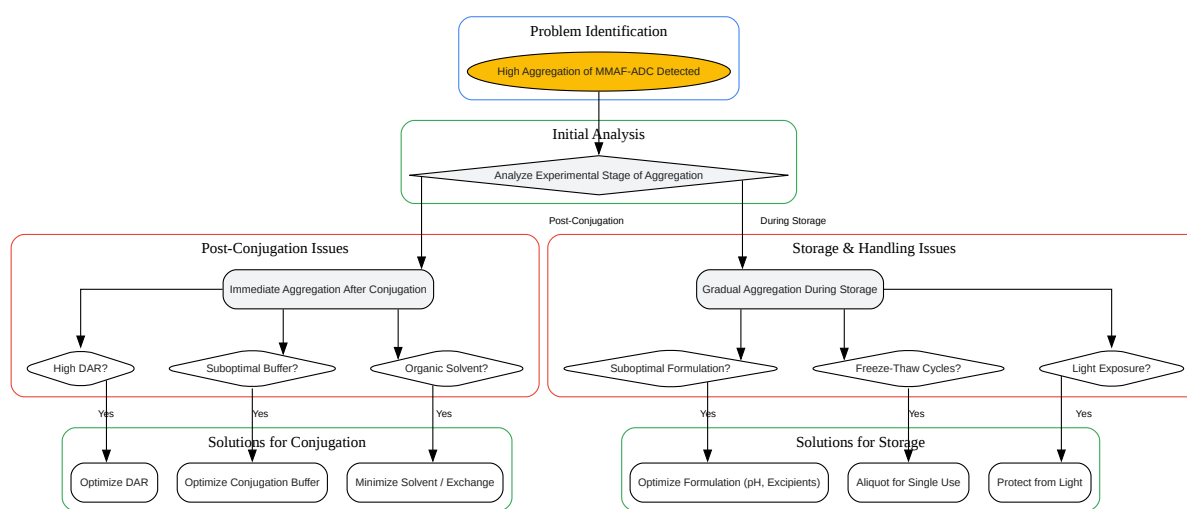 Problem Identification
High Aggregation of MMAF-ADC Detected
Initial Analysis
Analyze Experimental Stage of Aggregation
Post-Conjugation
During Storage
Post-Conjugation Issues
Storage & Handling Issues
Immediate Aggregation After Conjugation
Gradual Aggregation During Storage
High DAR?
Suboptimal Buffer?
Organic Solvent?
Suboptimal Formulation?
Freeze-Thaw Cycles?
Light Exposure?
Yes
Yes
Yes
Yes
Yes
Yes
Solutions for Conjugation
Solutions for Storage
Optimize DAR
Optimize Conjugation Buffer
Minimize Solvent / Exchange
Optimize Formulation (pH, Excipients)
Aliquot for Single Use
Protect from Light